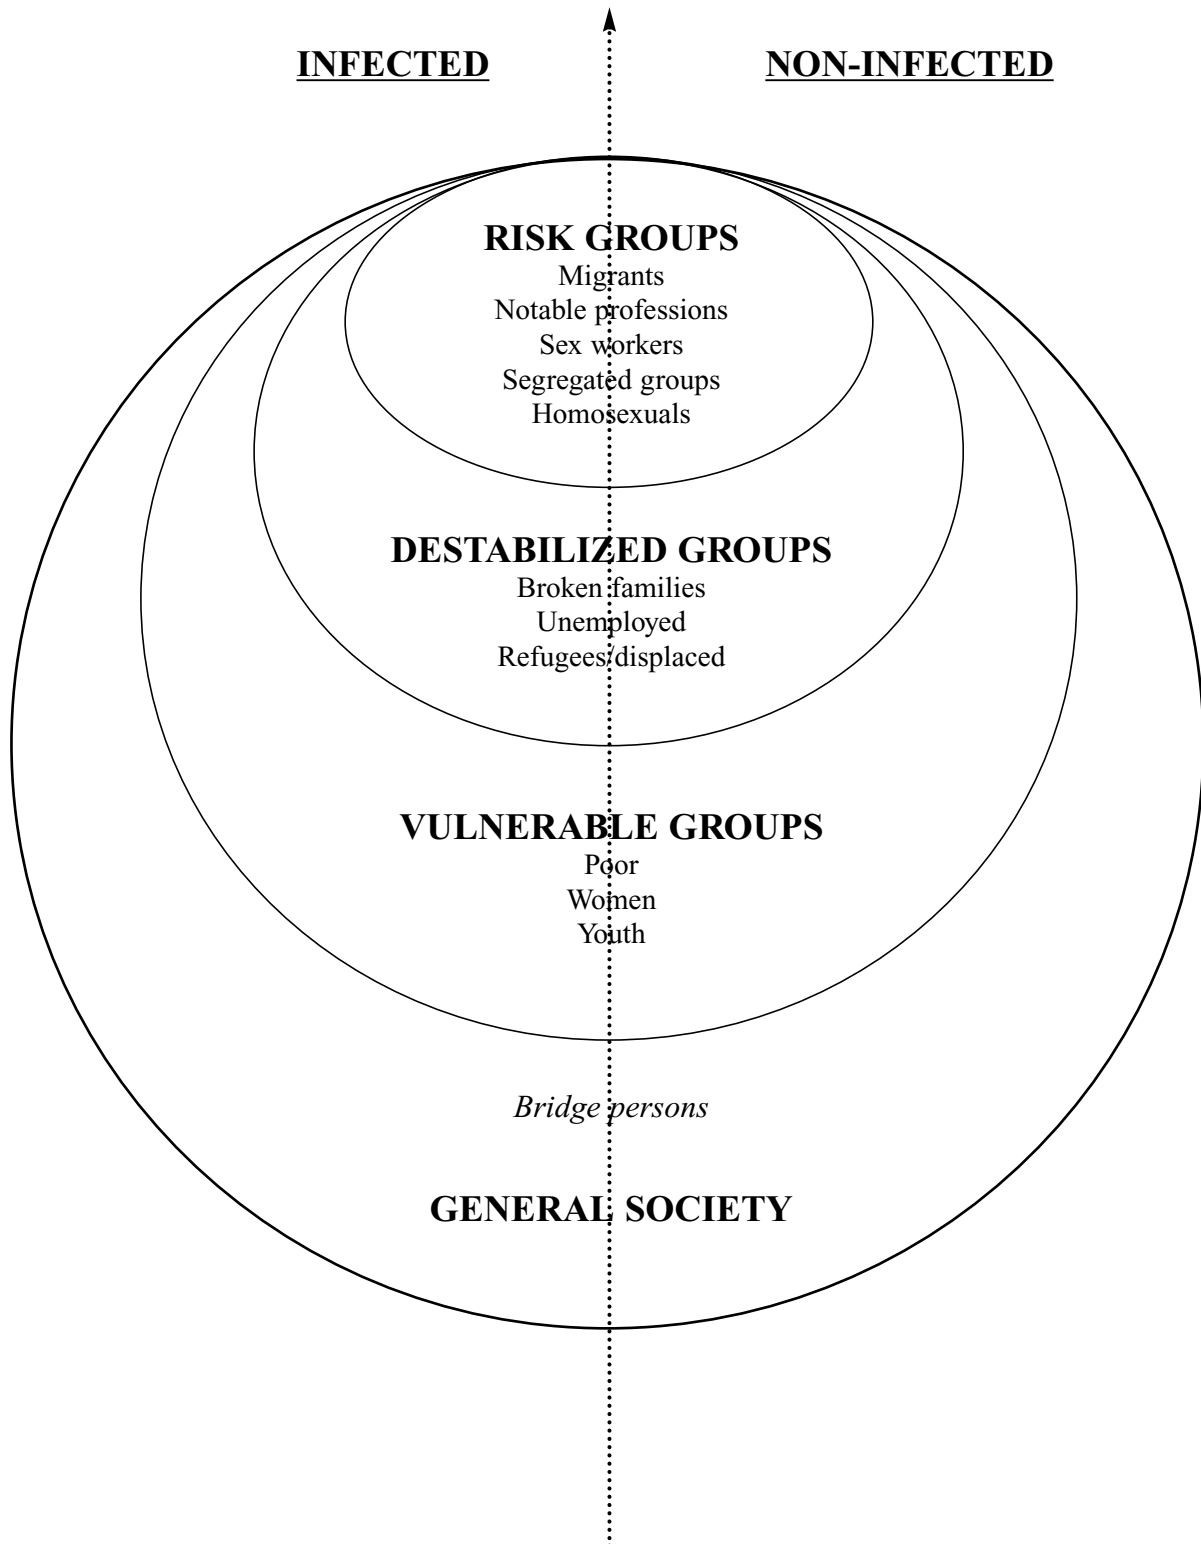 INFECTED
NON-INFECTED
RISK GROUPS
Migrants
Notable professions
Sex workers
Segregated groups
Homosexuals
DESTABILIZED GROUPS
Broken families
Unemployed
Refugees/displaced
VULNERABLE GROUPS
Poor
Women
Youth
Bridge persons
GENERAL SOCIETY